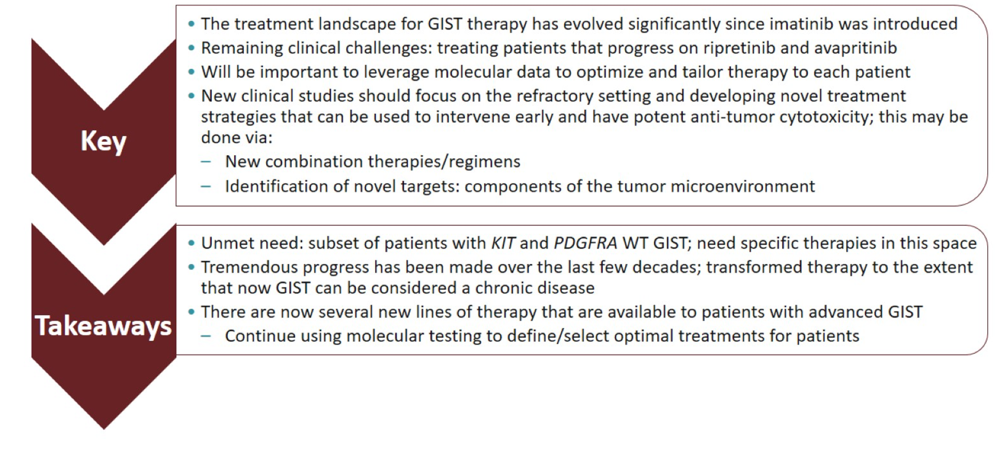 Key
• The treatment landscape for GIST therapy has evolved significantly since imatinib was introduced
• Remaining clinical challenges: treating patients that progress on ripretinib and avapritinib
• Will be important to leverage molecular data to optimize and tailor therapy to each patient
• New clinical studies should focus on the refractory setting and developing novel treatment
strategies that can be used to intervene early and have potent anti-tumor cytotoxicity; this may be
done via:
– New combination therapies/regimens
– Identification of novel targets: components of the tumor microenvironment
Takeaways
• Unmet need: subset of patients with KIT and PDGFRA WT GIST; need specific therapies in this space
• Tremendous progress has been made over the last few decades; transformed therapy to the extent
that now GIST can be considered a chronic disease
• There are now several new lines of therapy that are available to patients with advanced GIST
– Continue using molecular testing to define/select optimal treatments for patients